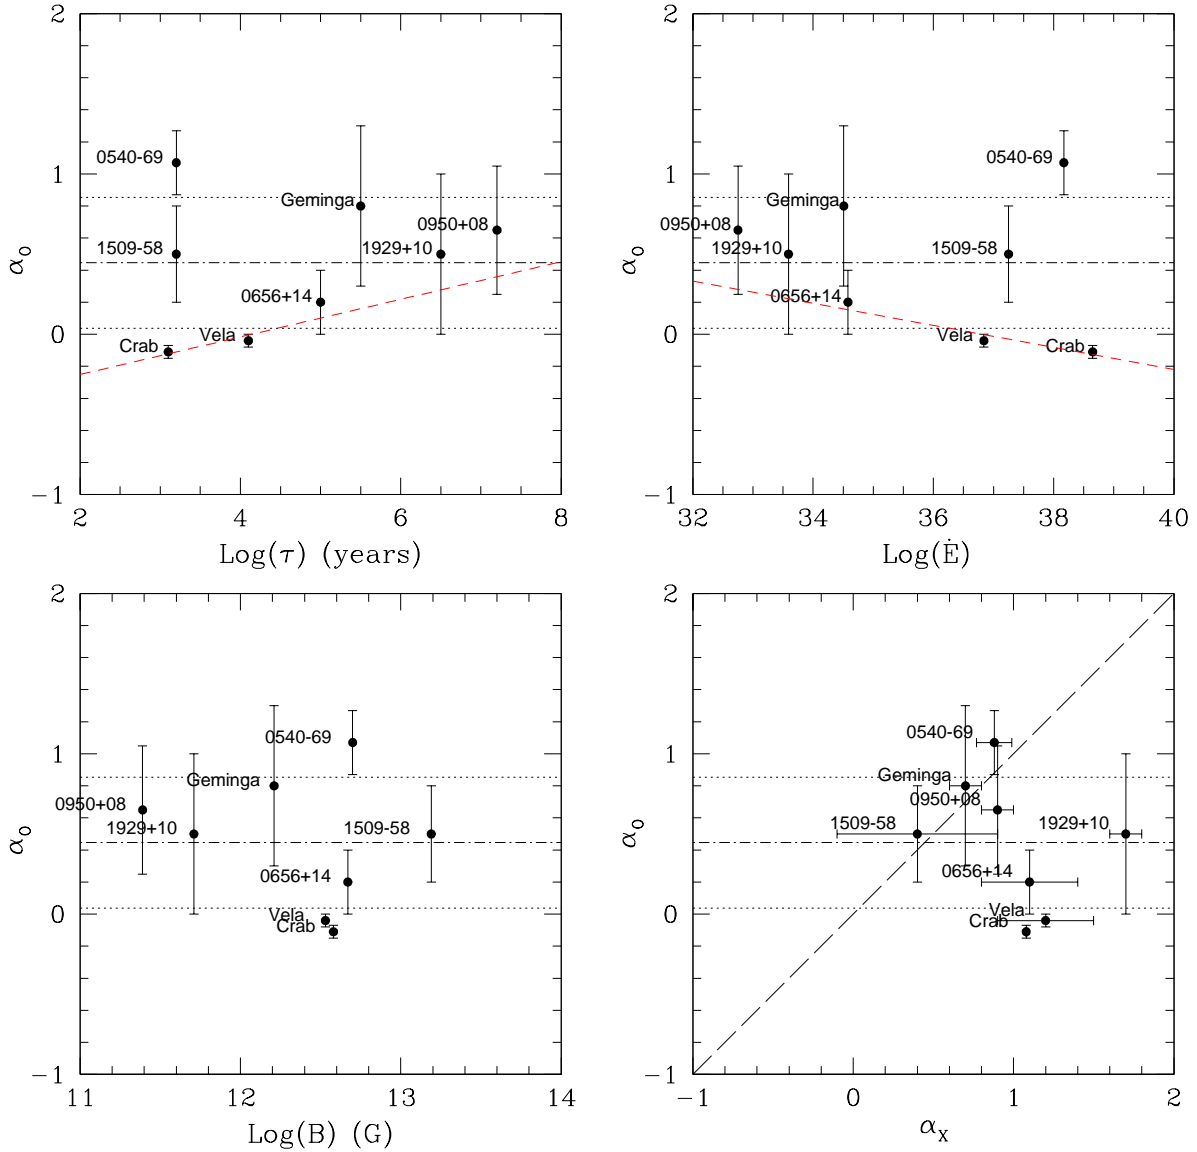 2
1
0
−1
αO
0540-69
Geminga
0950+08
1509-58
1929+10
0656+14
Vela
Crab
2 4 6 8
Log(τ) (years)
2
1
0
−1
αO
0540-69
Geminga
0950+08
1929+10
1509-58
0656+14
Vela
Crab
32 34 36 38 40
Log(Ė)
2
1
0
−1
αO
0540-69
Geminga
0950+08
1929+10
1509-58
0656+14
Vela
Crab
11 12 13 14
Log(B) (G)
2
1
0
−1
αO
0540-69
Geminga
0950+08
1509-58
1929+10
0656+14
Vela
Crab
−1 0 1 2
αX